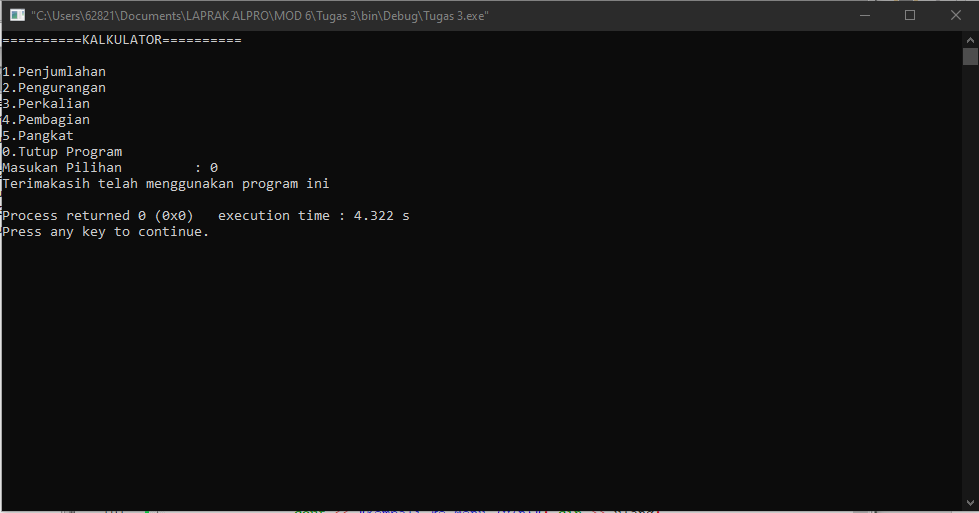 "C:\Users\62821\Documents\LAPRAK ALPRO\MOD 6\Tugas 3\bin\Debug\Tugas 3.exe"
==========KALKULATOR==========
1.Penjumlahan
2.Pengurangan
3.Perkalian
4.Pembagian
5.Pangkat
0.Tutup Program
Masukan Pilihan         : 0
Terimakasih telah menggunakan program ini
Process returned 0 (0x0)   execution time : 4.322 s
Press any key to continue.